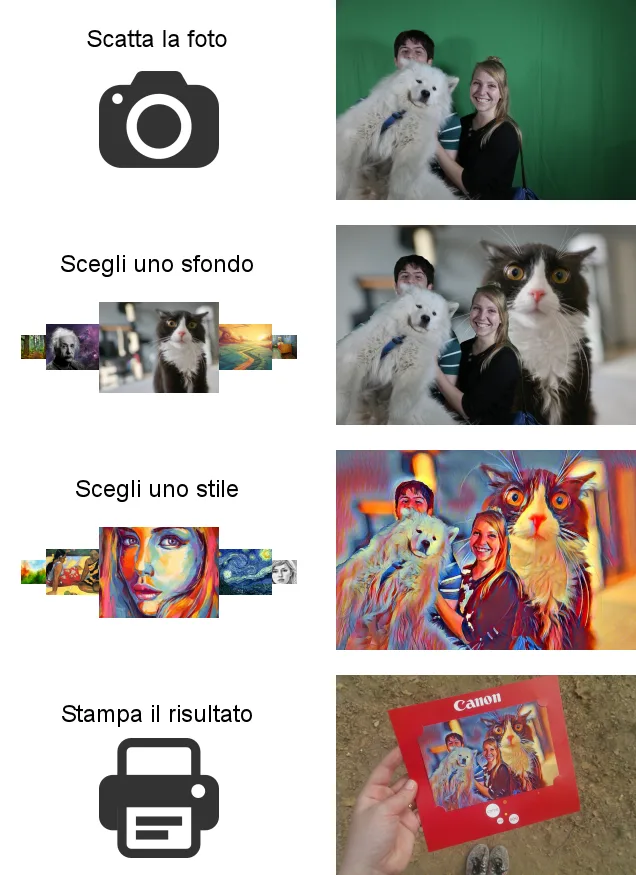 Scatta la foto
Scegli uno sfondo
Scegli uno stile
Stampa il risultato
Canon